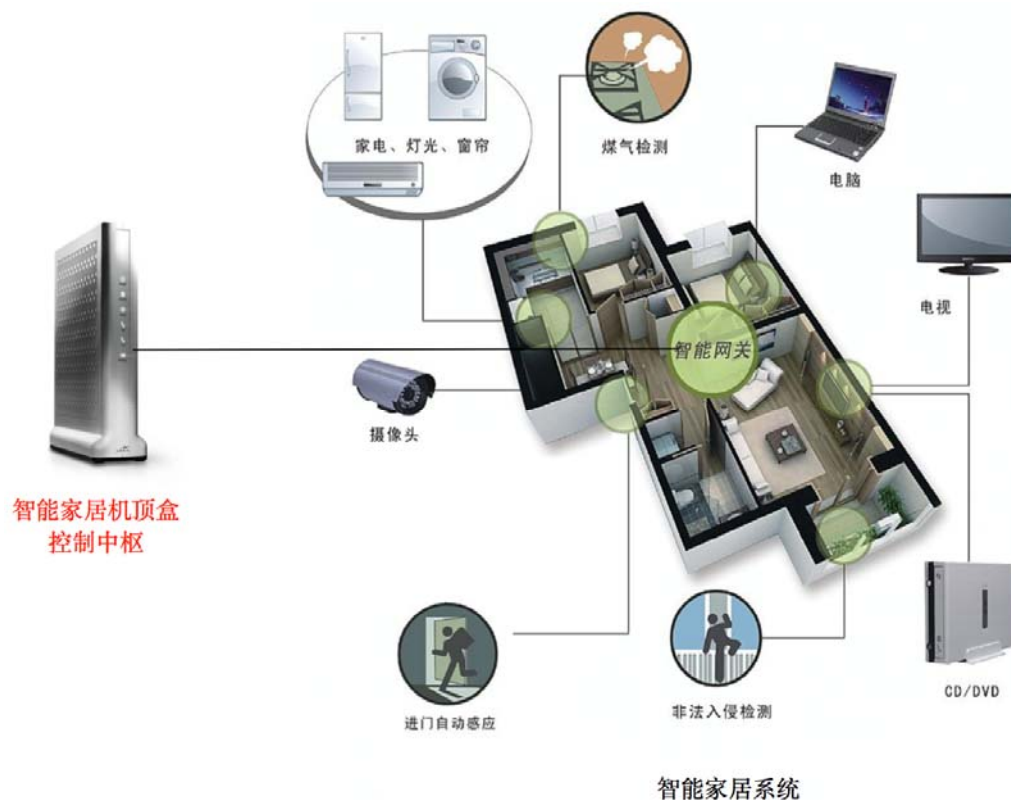 家电、灯光、窗帘
煤气检测
电脑
电视
智能网关
摄像头
智能家居机顶盒
控制中枢
进门自动感应
非法入侵检测
CD/DVD
智能家居系统